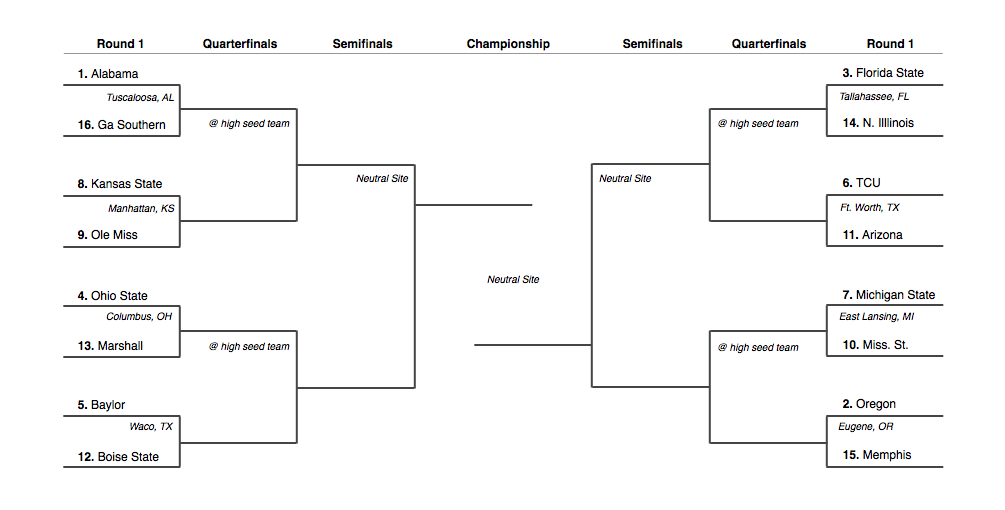 Round 1 Quarterfinals Semifinals Championship Semifinals Quarterfinals Round 1
1. Alabama
Tuscaloosa, AL
16. Ga Southern
@ high seed team
8. Kansas State
Manhattan, KS
9. Ole Miss
Neutral Site
4. Ohio State
Columbus, OH
13. Marshall
@ high seed team
5. Baylor
Waco, TX
12. Boise State
Neutral Site
3. Florida State
Tallahassee, FL
14. N. Illlinois
@ high seed team
6. TCU
Ft. Worth, TX
11. Arizona
Neutral Site
7. Michigan State
East Lansing, MI
10. Miss. St.
@ high seed team
2. Oregon
Eugene, OR
15. Memphis